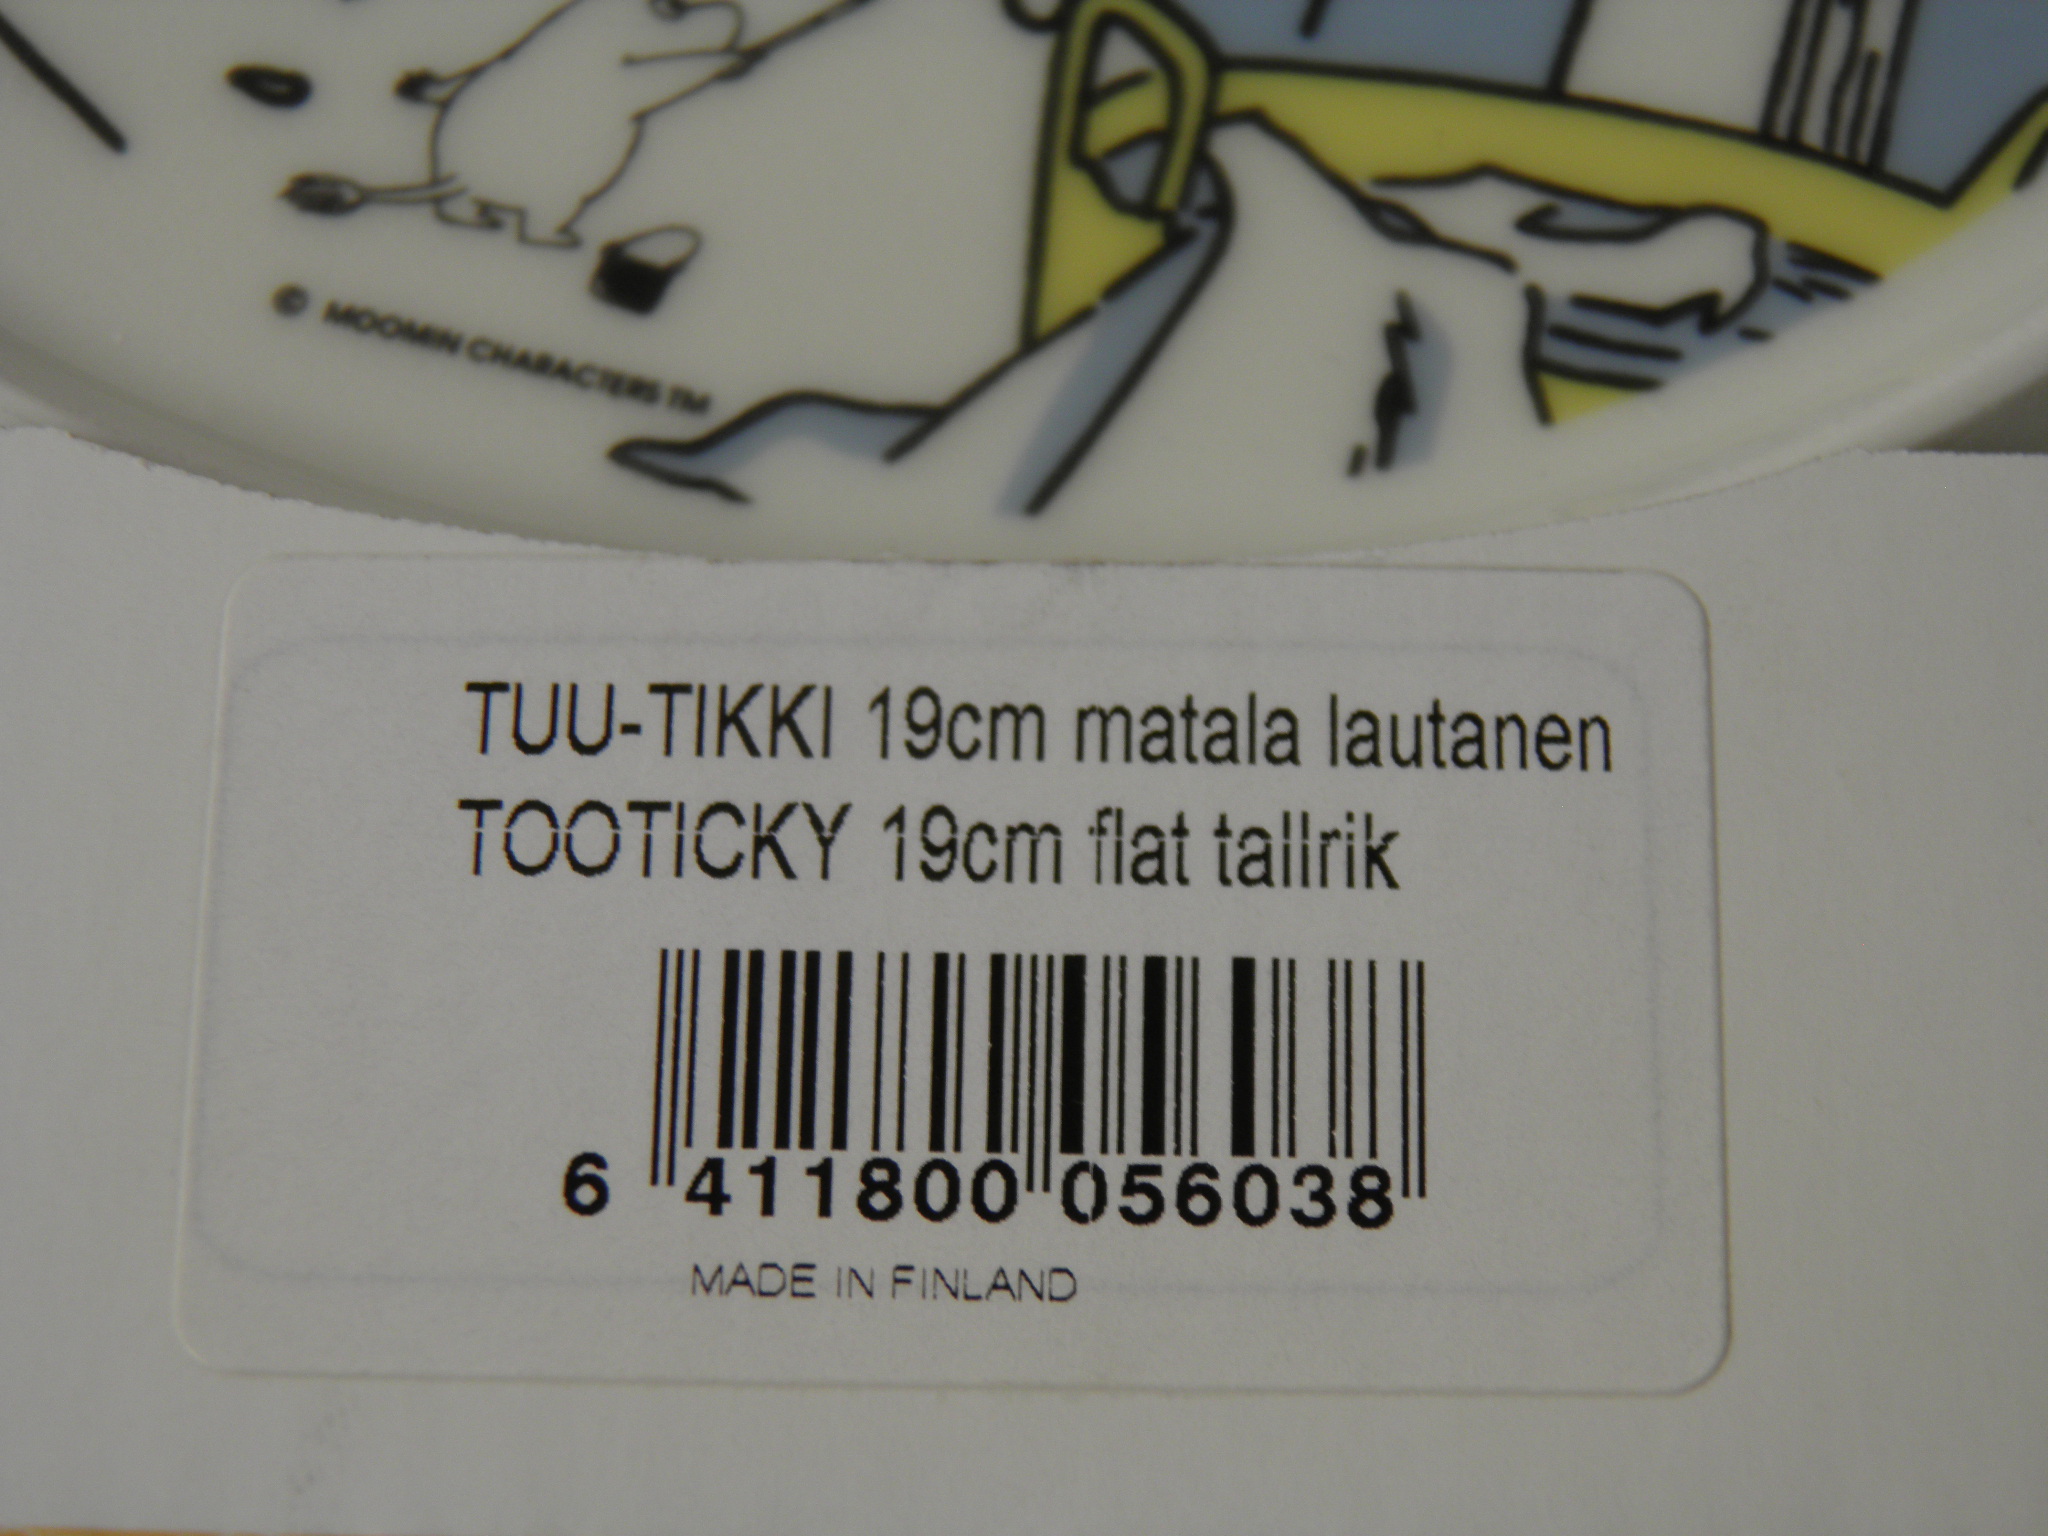 © MOOMIN CHARACTERS TM
TUU-TIKKI 19cm matala lautanen
TOOTICKY 19cm flat tallrik
6 411800 056038
MADE IN FINLAND